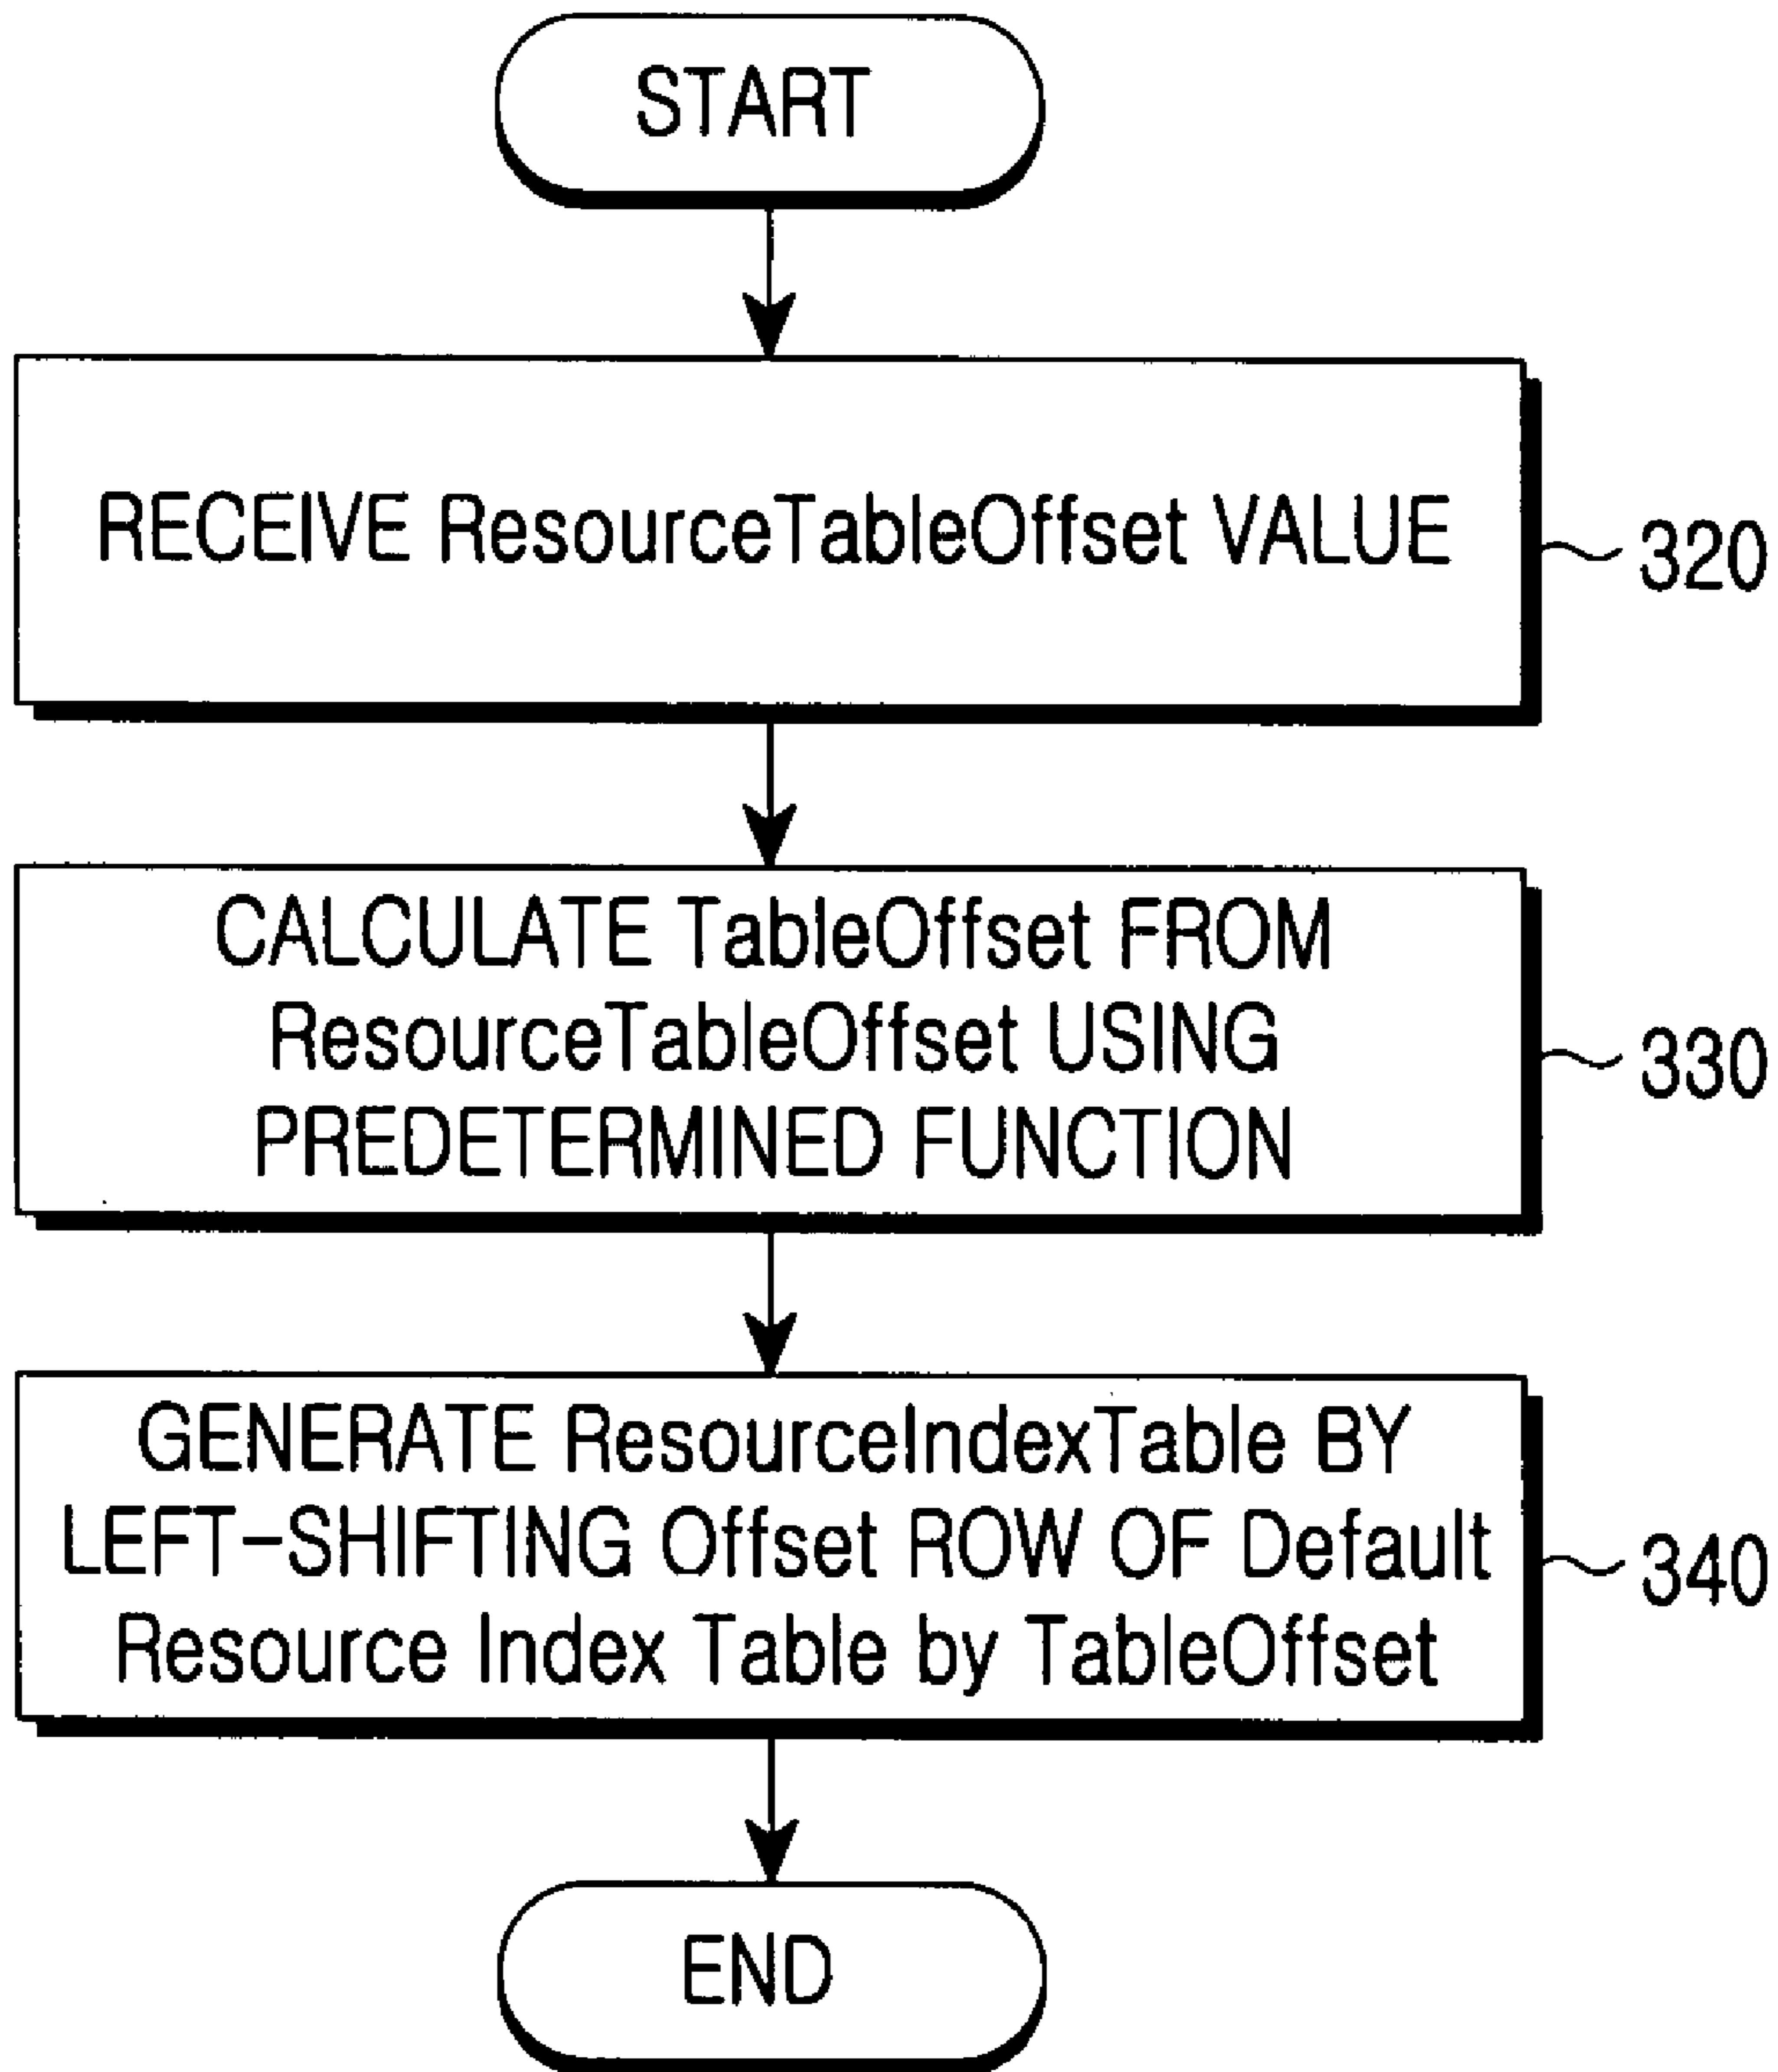 START
RECEIVE ResourceTableOffset VALUE
320
CALCULATE TableOffset FROM
ResourceTableOffset USING
PREDETERMINED FUNCTION
330
GENERATE ResourceIndexTable BY
LEFT-SHIFTING Offset ROW OF Default
Resource Index Table by TableOffset
340
END